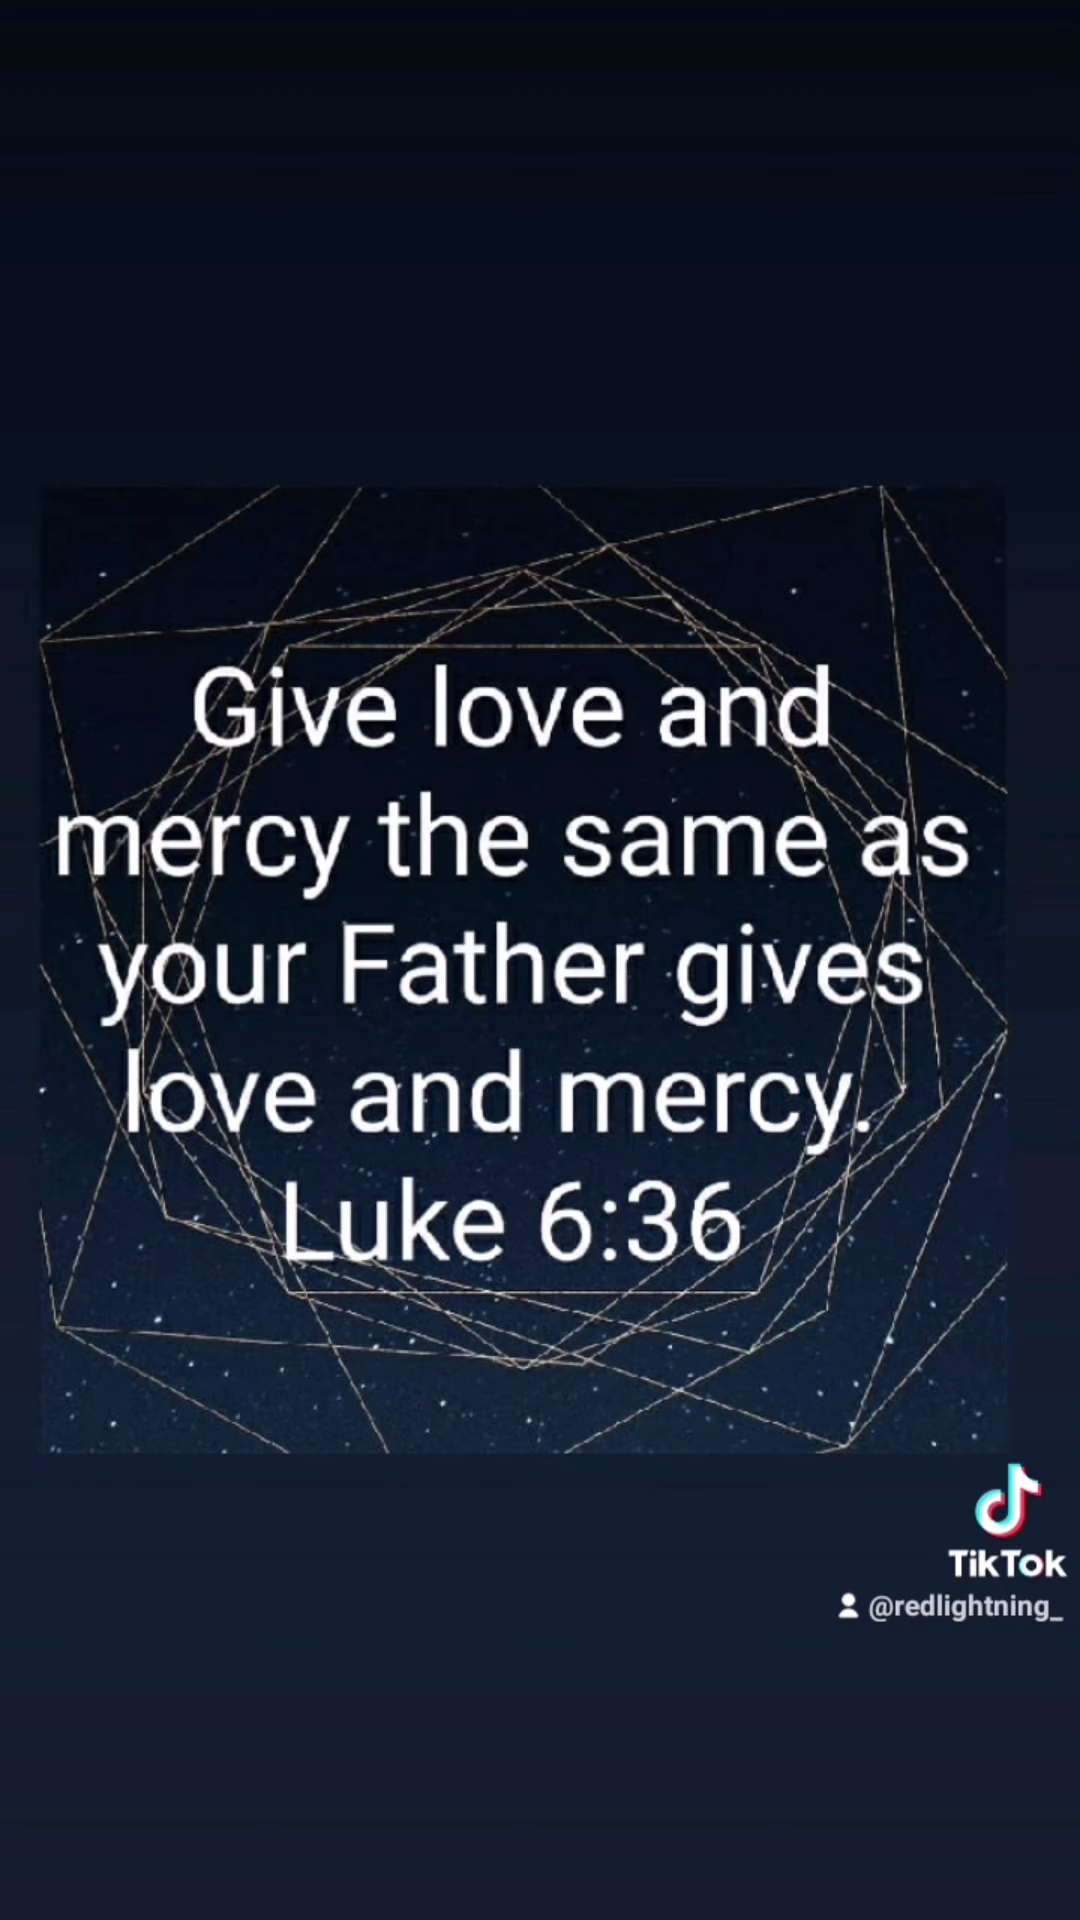 Give love and
mercy the same as
your Father gives
love and mercy.
Luke 6:36
TikTok
@redlightning_